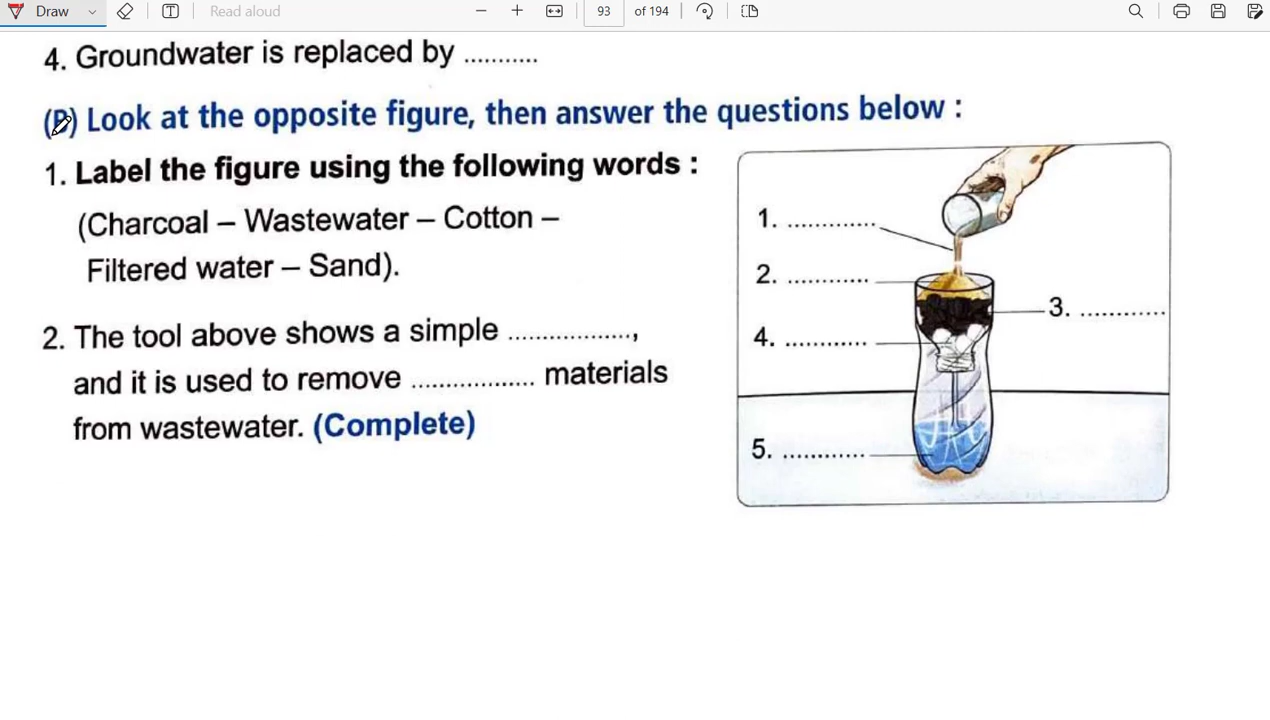 Draw
Read aloud
93 of 194
4. Groundwater is replaced by ...........
(B) Look at the opposite figure, then answer the questions below :
1. Label the figure using the following words :
(Charcoal – Wastewater – Cotton –
Filtered water – Sand).
2. The tool above shows a simple .................,
and it is used to remove ................. materials
from wastewater. (Complete)
1. ............
2. ...........
3. ............
4. ...........
5. ...........